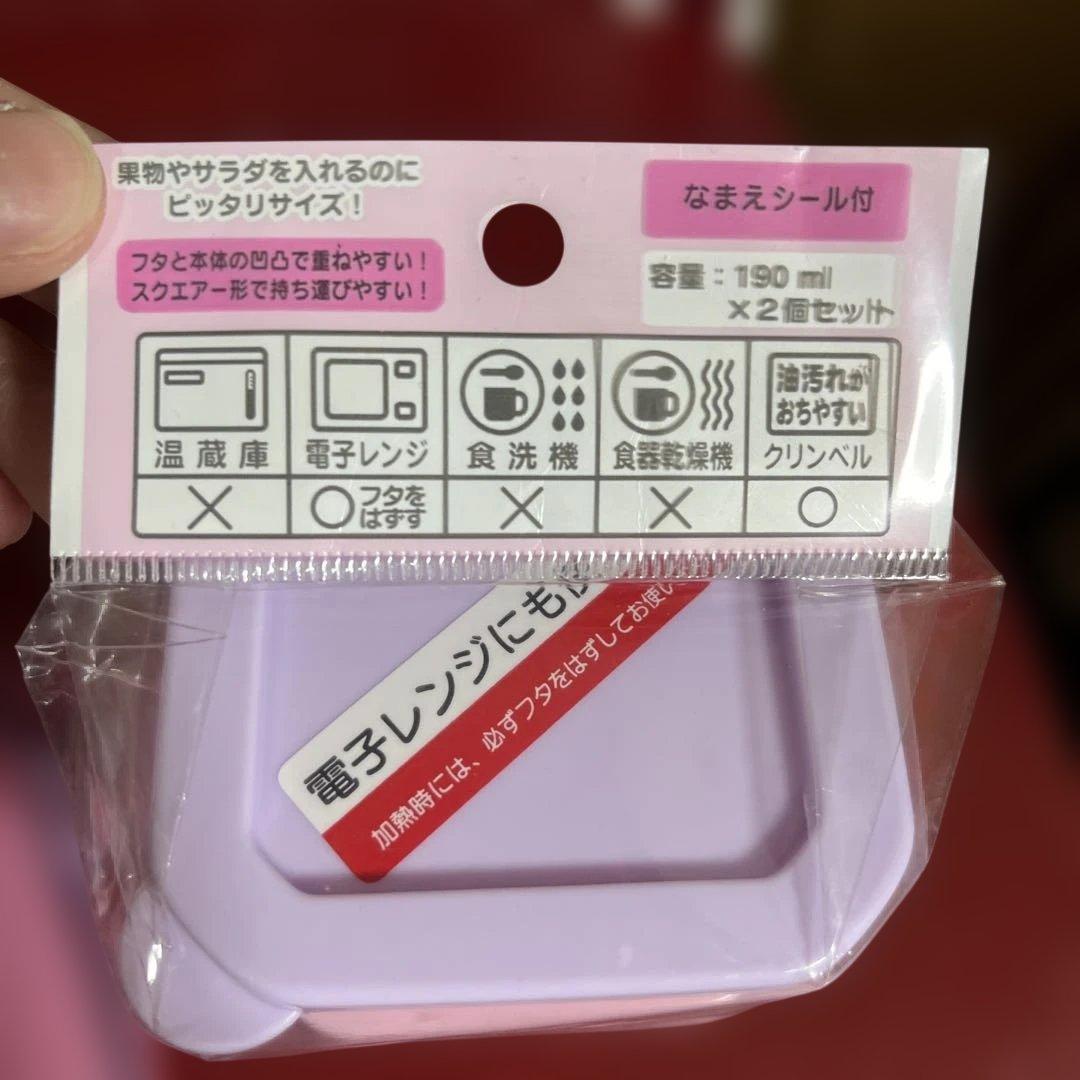 果物やサラダを入れるのに
ピッタリサイズ！
フタと本体の凹凸で重ねやすい！
スクエアー形で持ち運びやすい！
なまえシール付
容量：190 ml
×2個セット
温蔵庫
電子レンジ
食洗機
食器乾燥機
油汚れが
おちやすい
クリンベル
×
○フタを
はずす
×
×
○
電子レンジにも
加熱時には、必ずフタをはずしてお使い